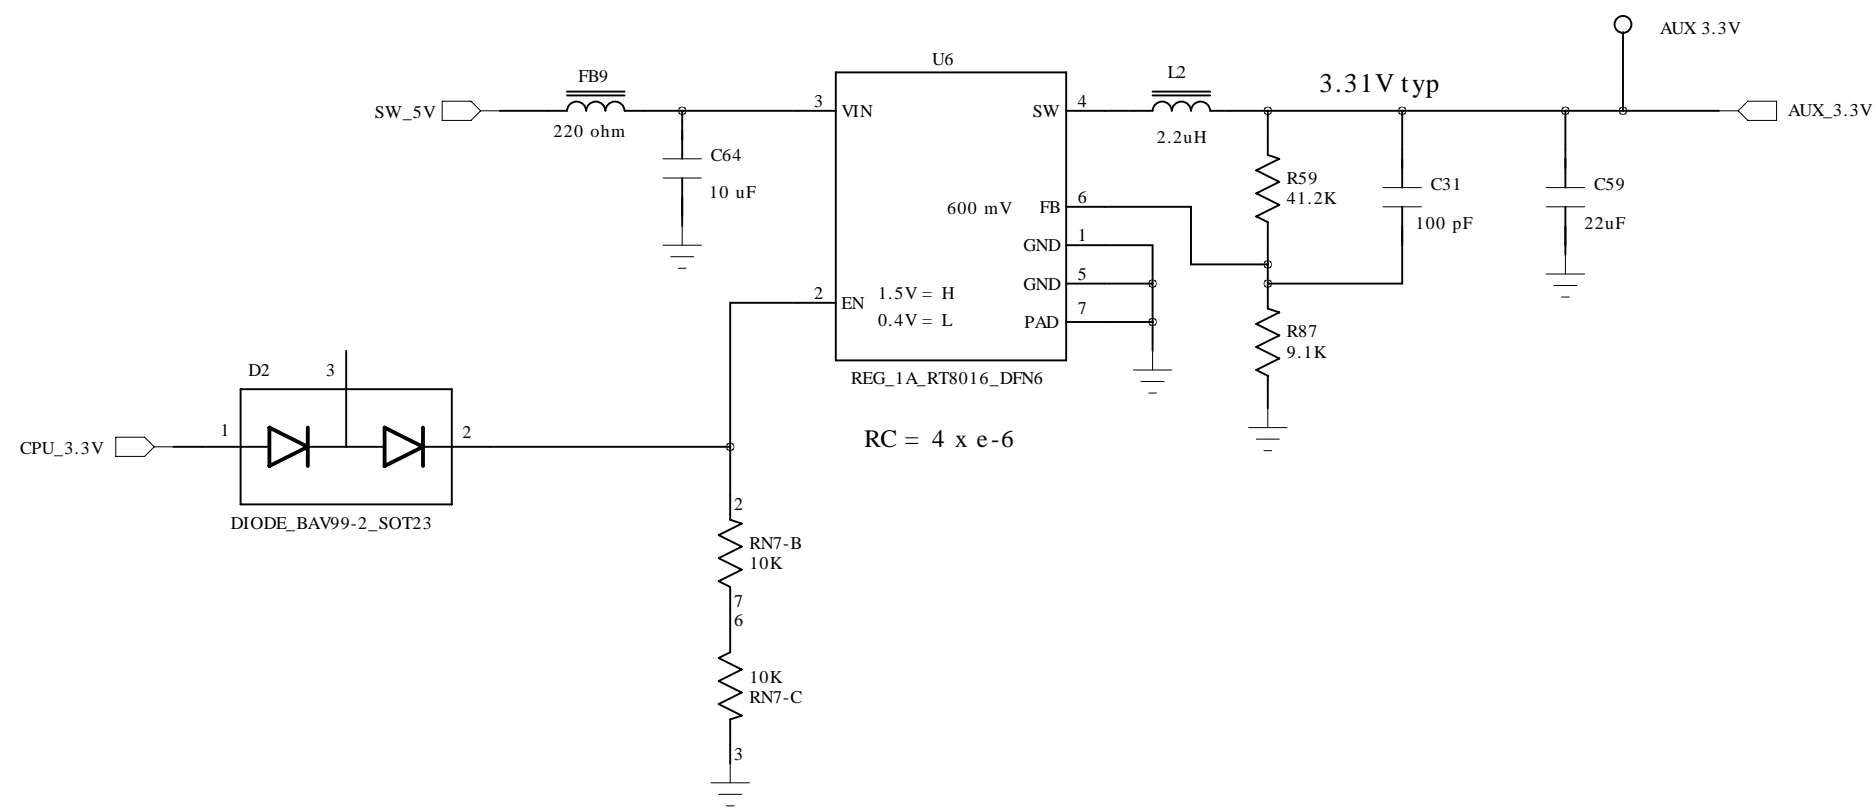 AUX 3.3V
U6
FB9
L2
3.31V typ
SW_5V
3
VIN
SW
4
AUX_3.3V
220 ohm
2.2uH
C64
10 uF
R59
41.2K
C31
100 pF
C59
22uF
600 mV
FB
6
GND
1
GND
5
PAD
7
2
EN
1.5V = H
0.4V = L
R87
9.1K
REG_1A_RT8016_DFN6
D2
3
CPU_3.3V
1
2
RC = 4 x e-6
DIODE_BAV99-2_SOT23
2
RN7-B
10K
7
6
10K
RN7-C
3